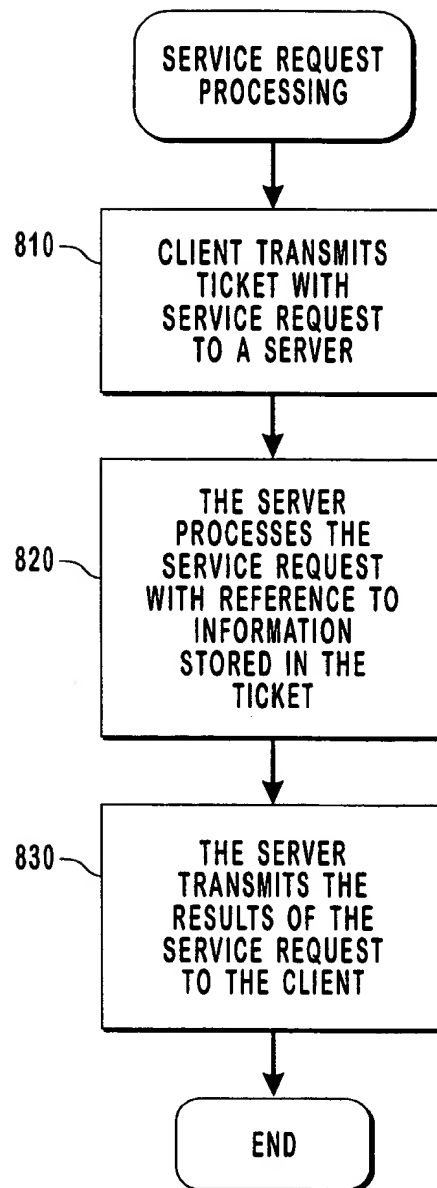 SERVICE REQUEST
PROCESSING
810
CLIENT TRANSMITS
TICKET WITH
SERVICE REQUEST
TO A SERVER
820
THE SERVER
PROCESSES THE
SERVICE REQUEST
WITH REFERENCE TO
INFORMATION
STORED IN THE
TICKET
830
THE SERVER
TRANSMITS THE
RESULTS OF THE
SERVICE REQUEST
TO THE CLIENT
END